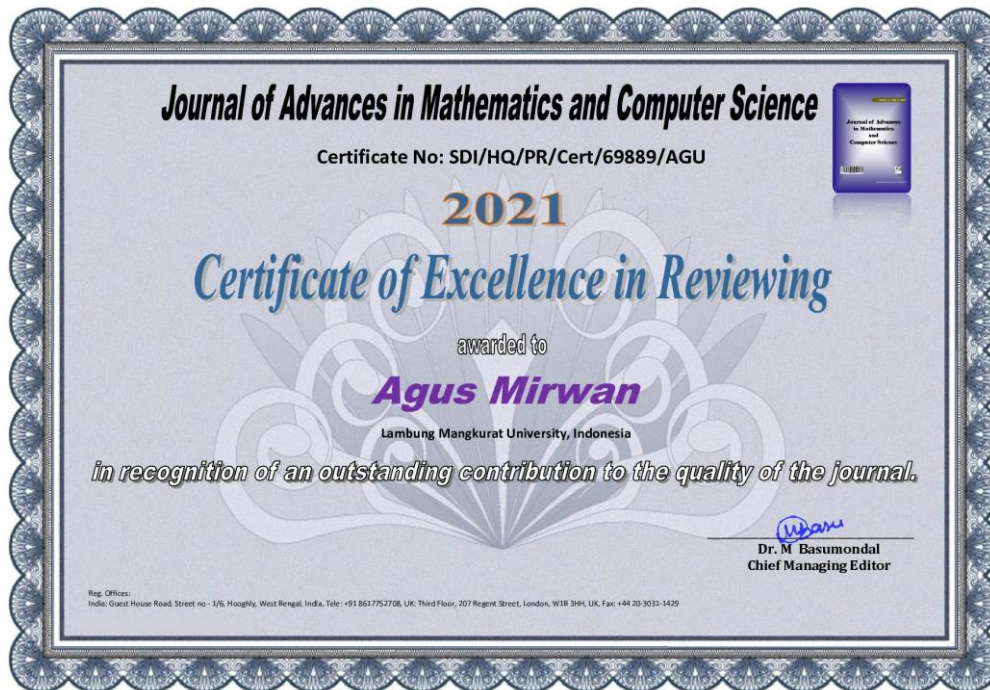 Journal of Advances in Mathematics and Computer Science
Journal of Advances
in Mathematics
and
Computer Science
Certificate No: SDI/HQ/PR/Cert/69889/AGU
2021
Certificate of Excellence in Reviewing
awarded to
Agus Mirwan
Lambung Mangkurat University, Indonesia
in recognition of an outstanding contribution to the quality of the journal.
Dr. M Basumondal
Chief Managing Editor
Reg. Offices:
India: Guest House Road, Street no - 1/6, Hooghly, West Bengal, India, Tele: +91 8617752708, UK: Third Floor, 207 Regent Street, London, W1B 3HH, UK, Fax: +44 20-3031-1429